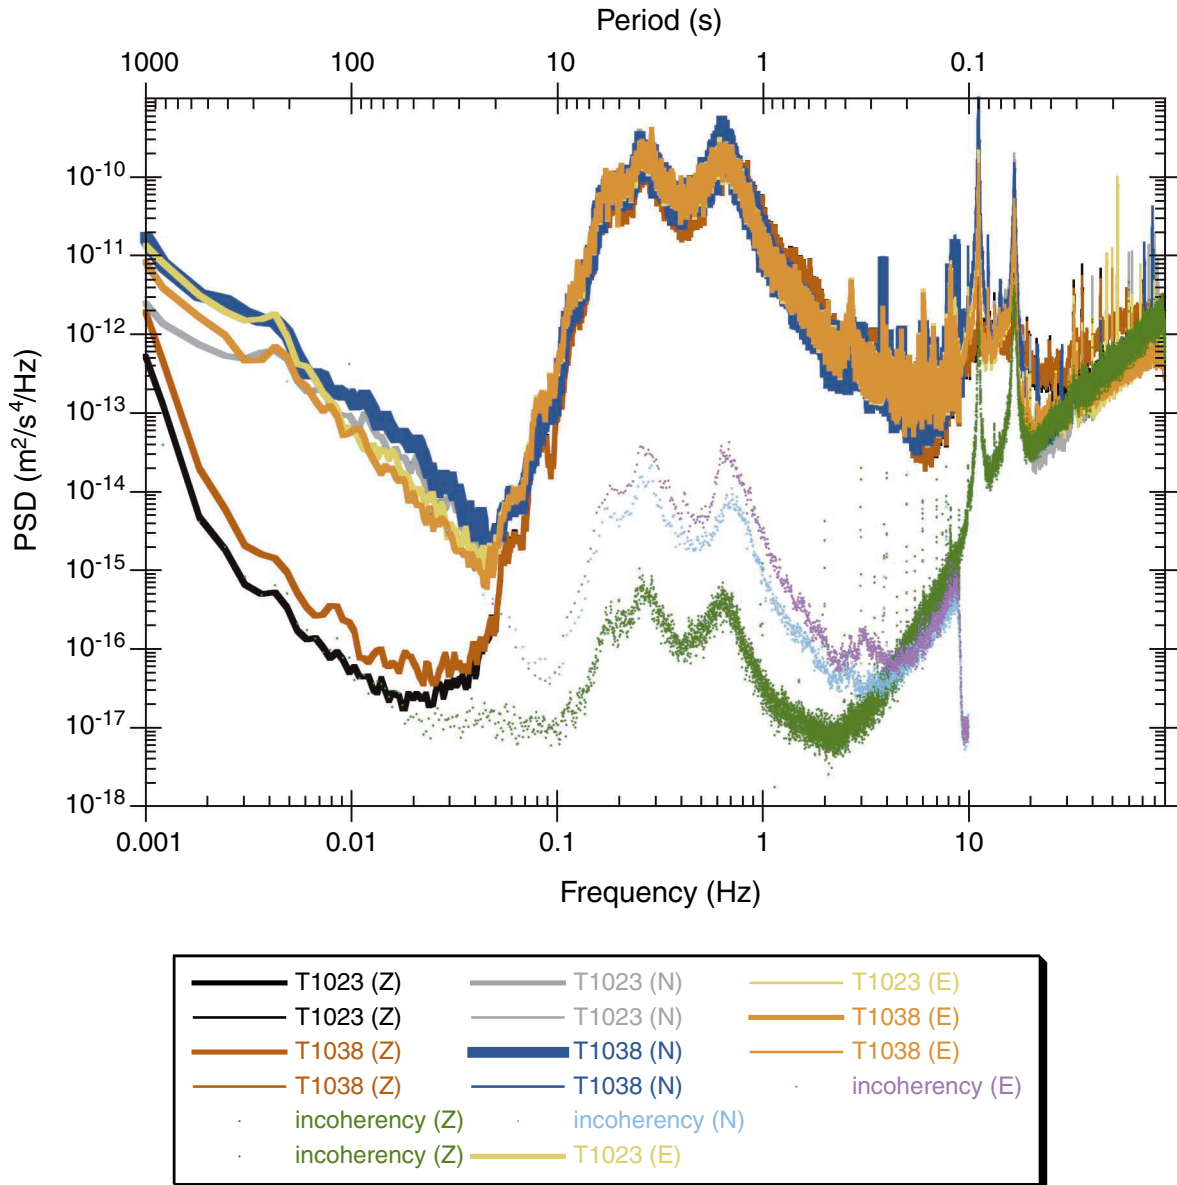 Period (s)
1000 100 10 1 0.1
PSD (m²/s⁴/Hz)
10⁻¹⁰
10⁻¹¹
10⁻¹²
10⁻¹³
10⁻¹⁴
10⁻¹⁵
10⁻¹⁶
10⁻¹⁷
10⁻¹⁸
0.001 0.01 0.1 1 10
Frequency (Hz)
T1023 (Z) T1023 (N) T1023 (E)
T1023 (Z) T1023 (N) T1038 (E)
T1038 (Z) T1038 (N) T1038 (E)
T1038 (Z) T1038 (N) incoherency (E)
incoherency (Z) incoherency (N)
incoherency (Z) T1023 (E)